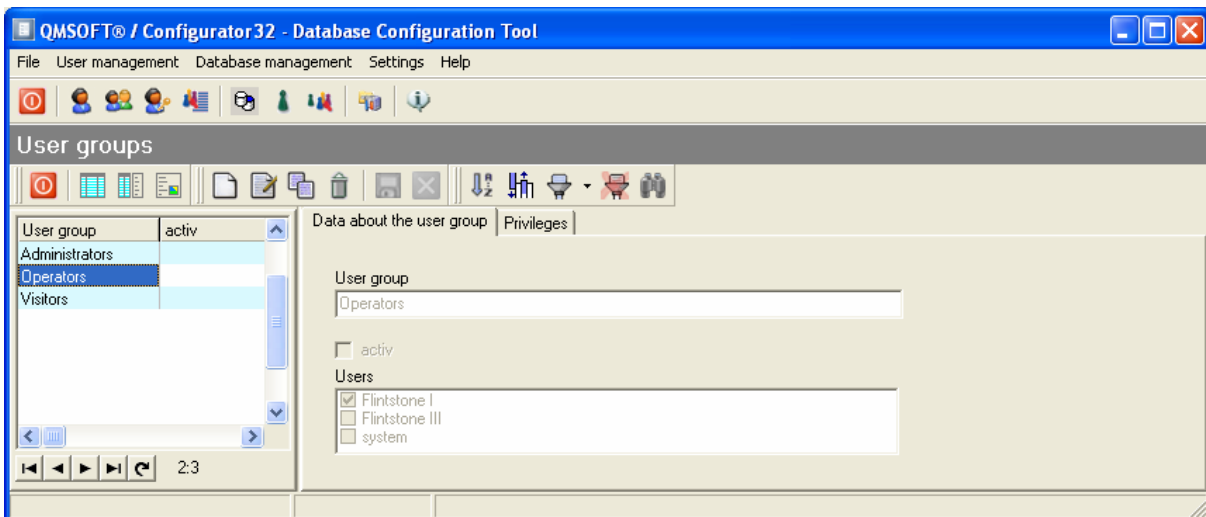 QMSOFT® / Configurator32 - Database Configuration Tool
File User management Database management Settings Help
User groups
User group activ
Administrators
Operators
Visitors
2:3
Data about the user group Privileges
User group
Operators
activ
Users
Flintstone I
Flintstone III
system